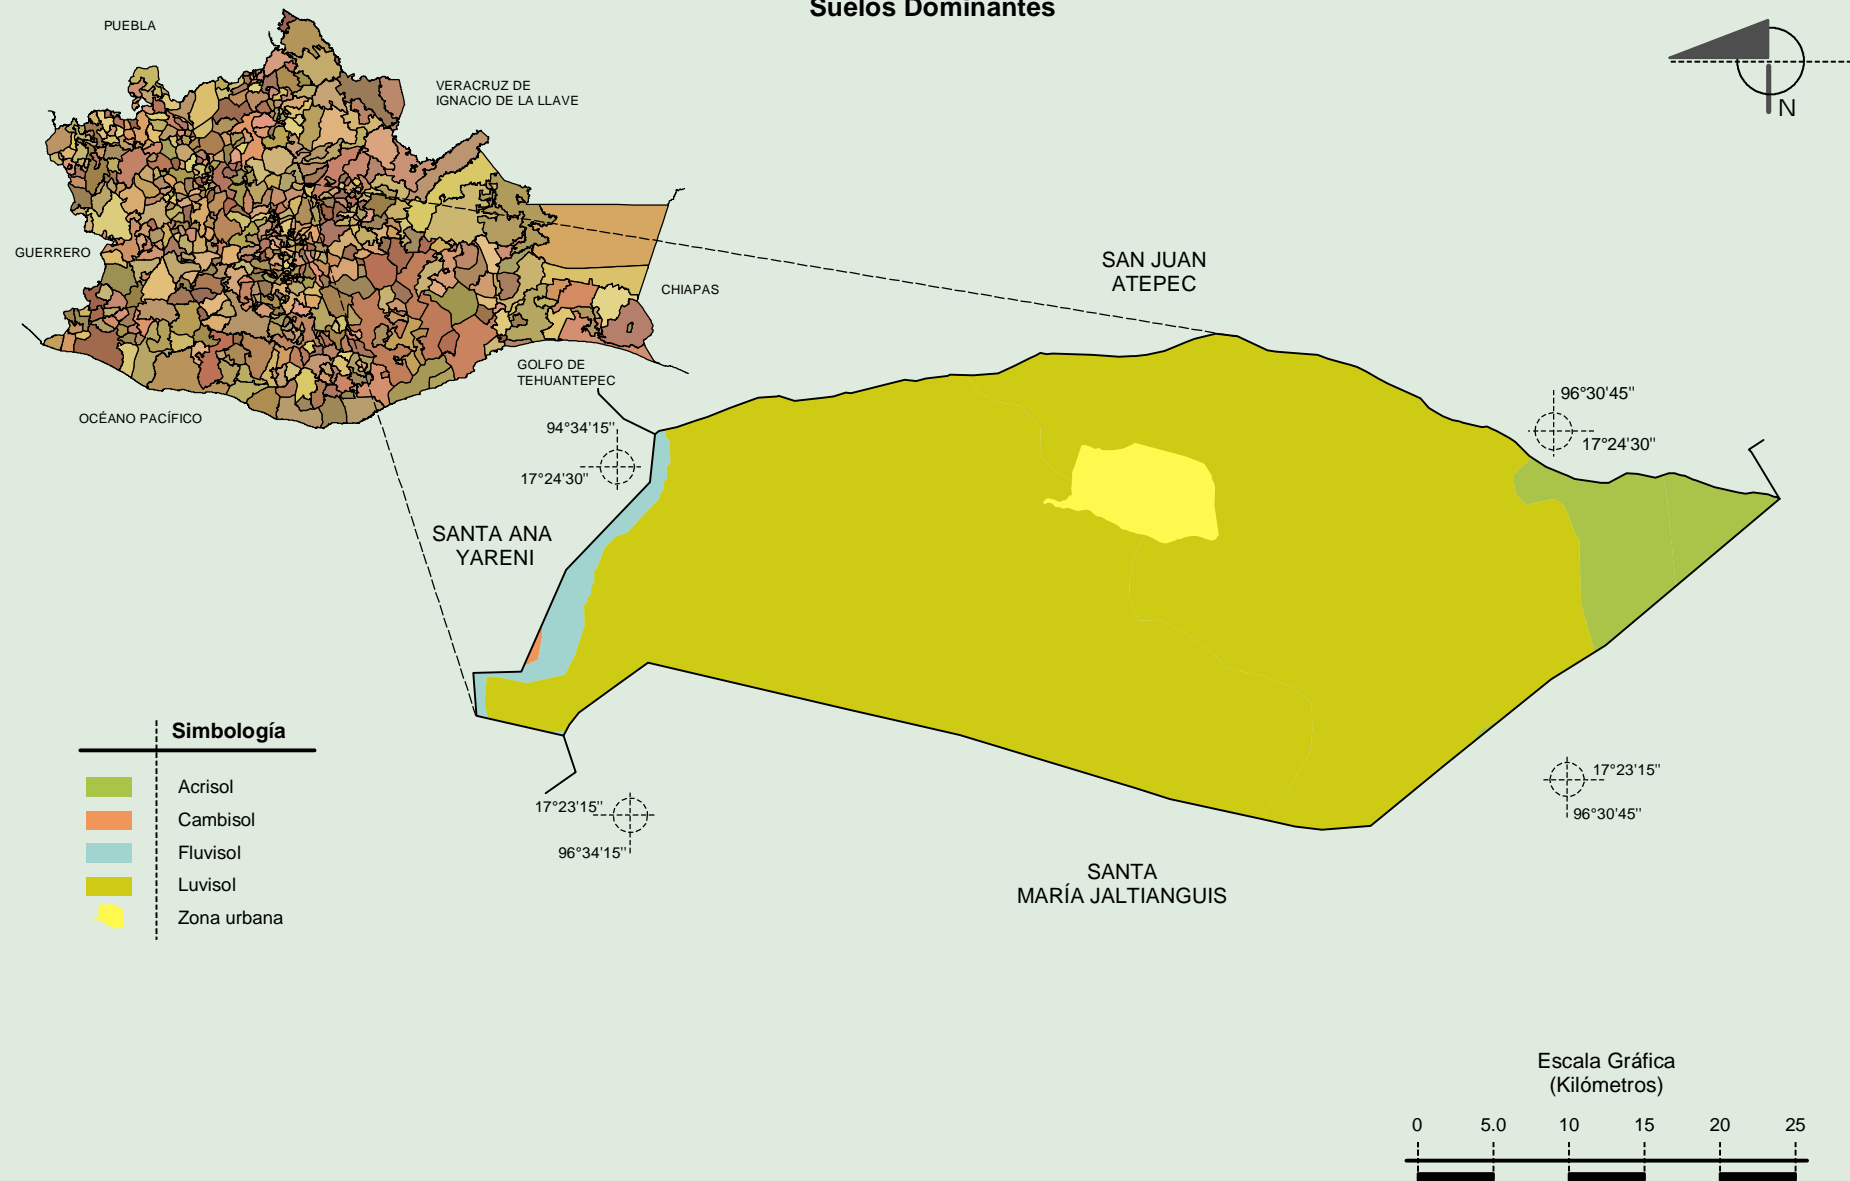 Suelos Dominantes
PUEBLA
VERACRUZ DE
IGNACIO DE LA LLAVE
N
GUERRERO
CHIAPAS
GOLFO DE
TEHUANTEPEC
OCÉANO PACÍFICO
SAN JUAN
ATEPEC
94°34'15"
17°24'30"
96°30'45"
17°24'30"
SANTA ANA
YARENI
Simbología
Acrisol
Cambisol
Fluvisol
Luvisol
Zona urbana
17°23'15"
96°34'15"
17°23'15"
96°30'45"
SANTA
MARÍA JALTIANGUIS
Escala Gráfica
(Kilómetros)
0 5.0 10 15 20 25